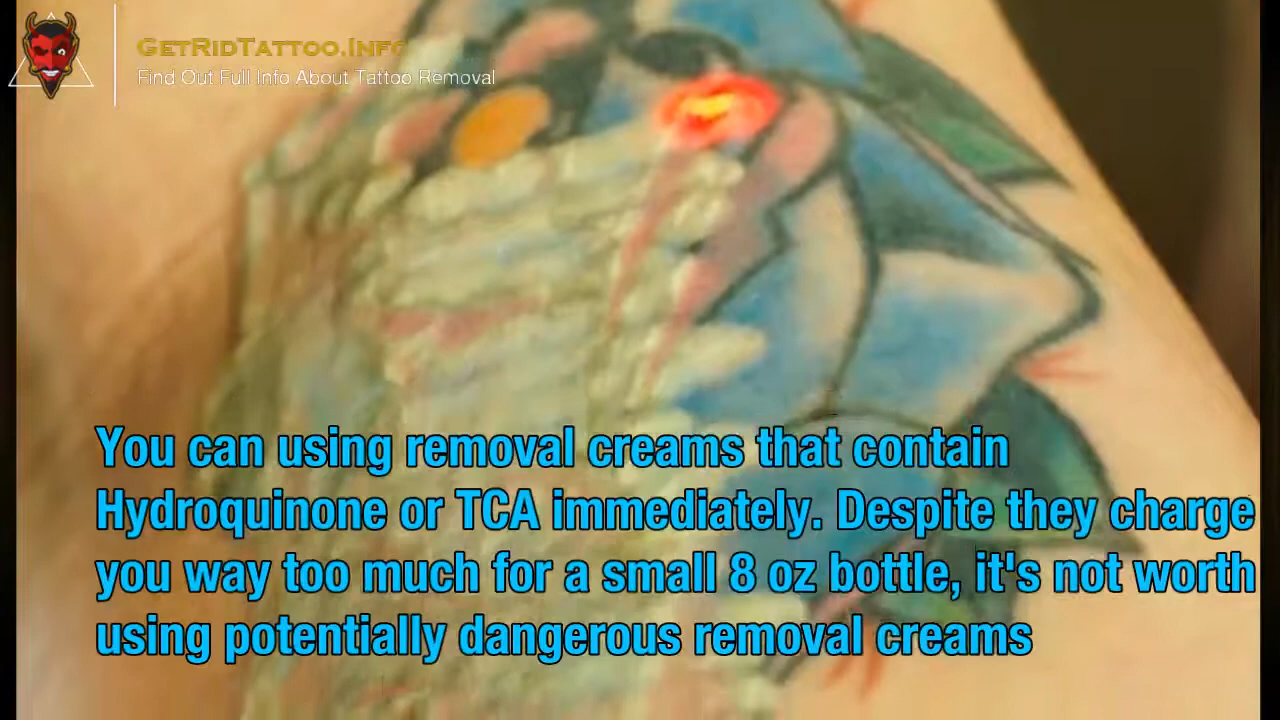 GetRidTattoo.Info
Find Out Full Info About Tattoo Removal
You can using removal creams that contain
Hydroquinone or TCA immediately. Despite they charge
you way too much for a small 8 oz bottle, it's not worth
using potentially dangerous removal creams